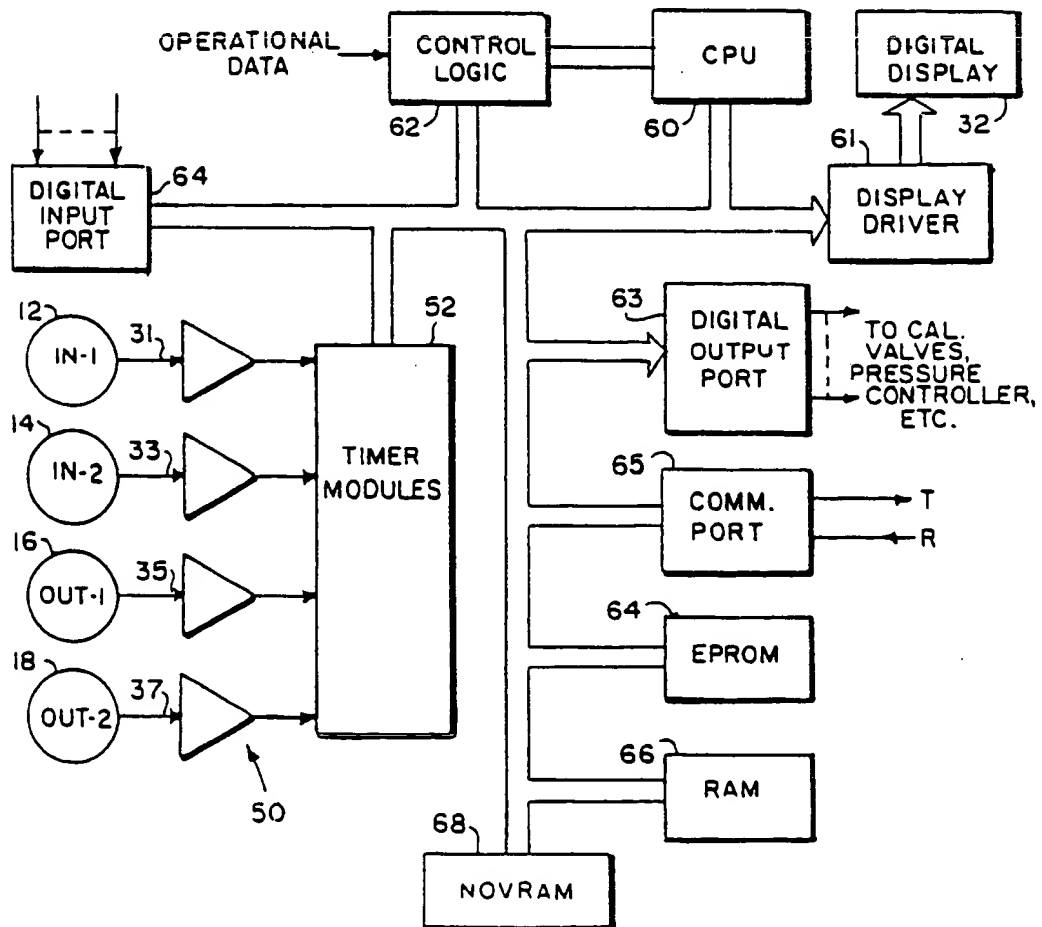 OPERATIONAL
DATA
CONTROL
LOGIC
62
CPU
60
DIGITAL
DISPLAY
32
61
DISPLAY
DRIVER
64
DIGITAL
INPUT
PORT
12
IN-1
31
14
IN-2
33
16
OUT-1
35
18
OUT-2
37
50
52
TIMER
MODULES
63
DIGITAL
OUTPUT
PORT
TO CAL.
VALVES,
PRESSURE
CONTROLLER,
ETC.
65
COMM.
PORT
T
R
64
EPROM
66
RAM
68
NOVRAM